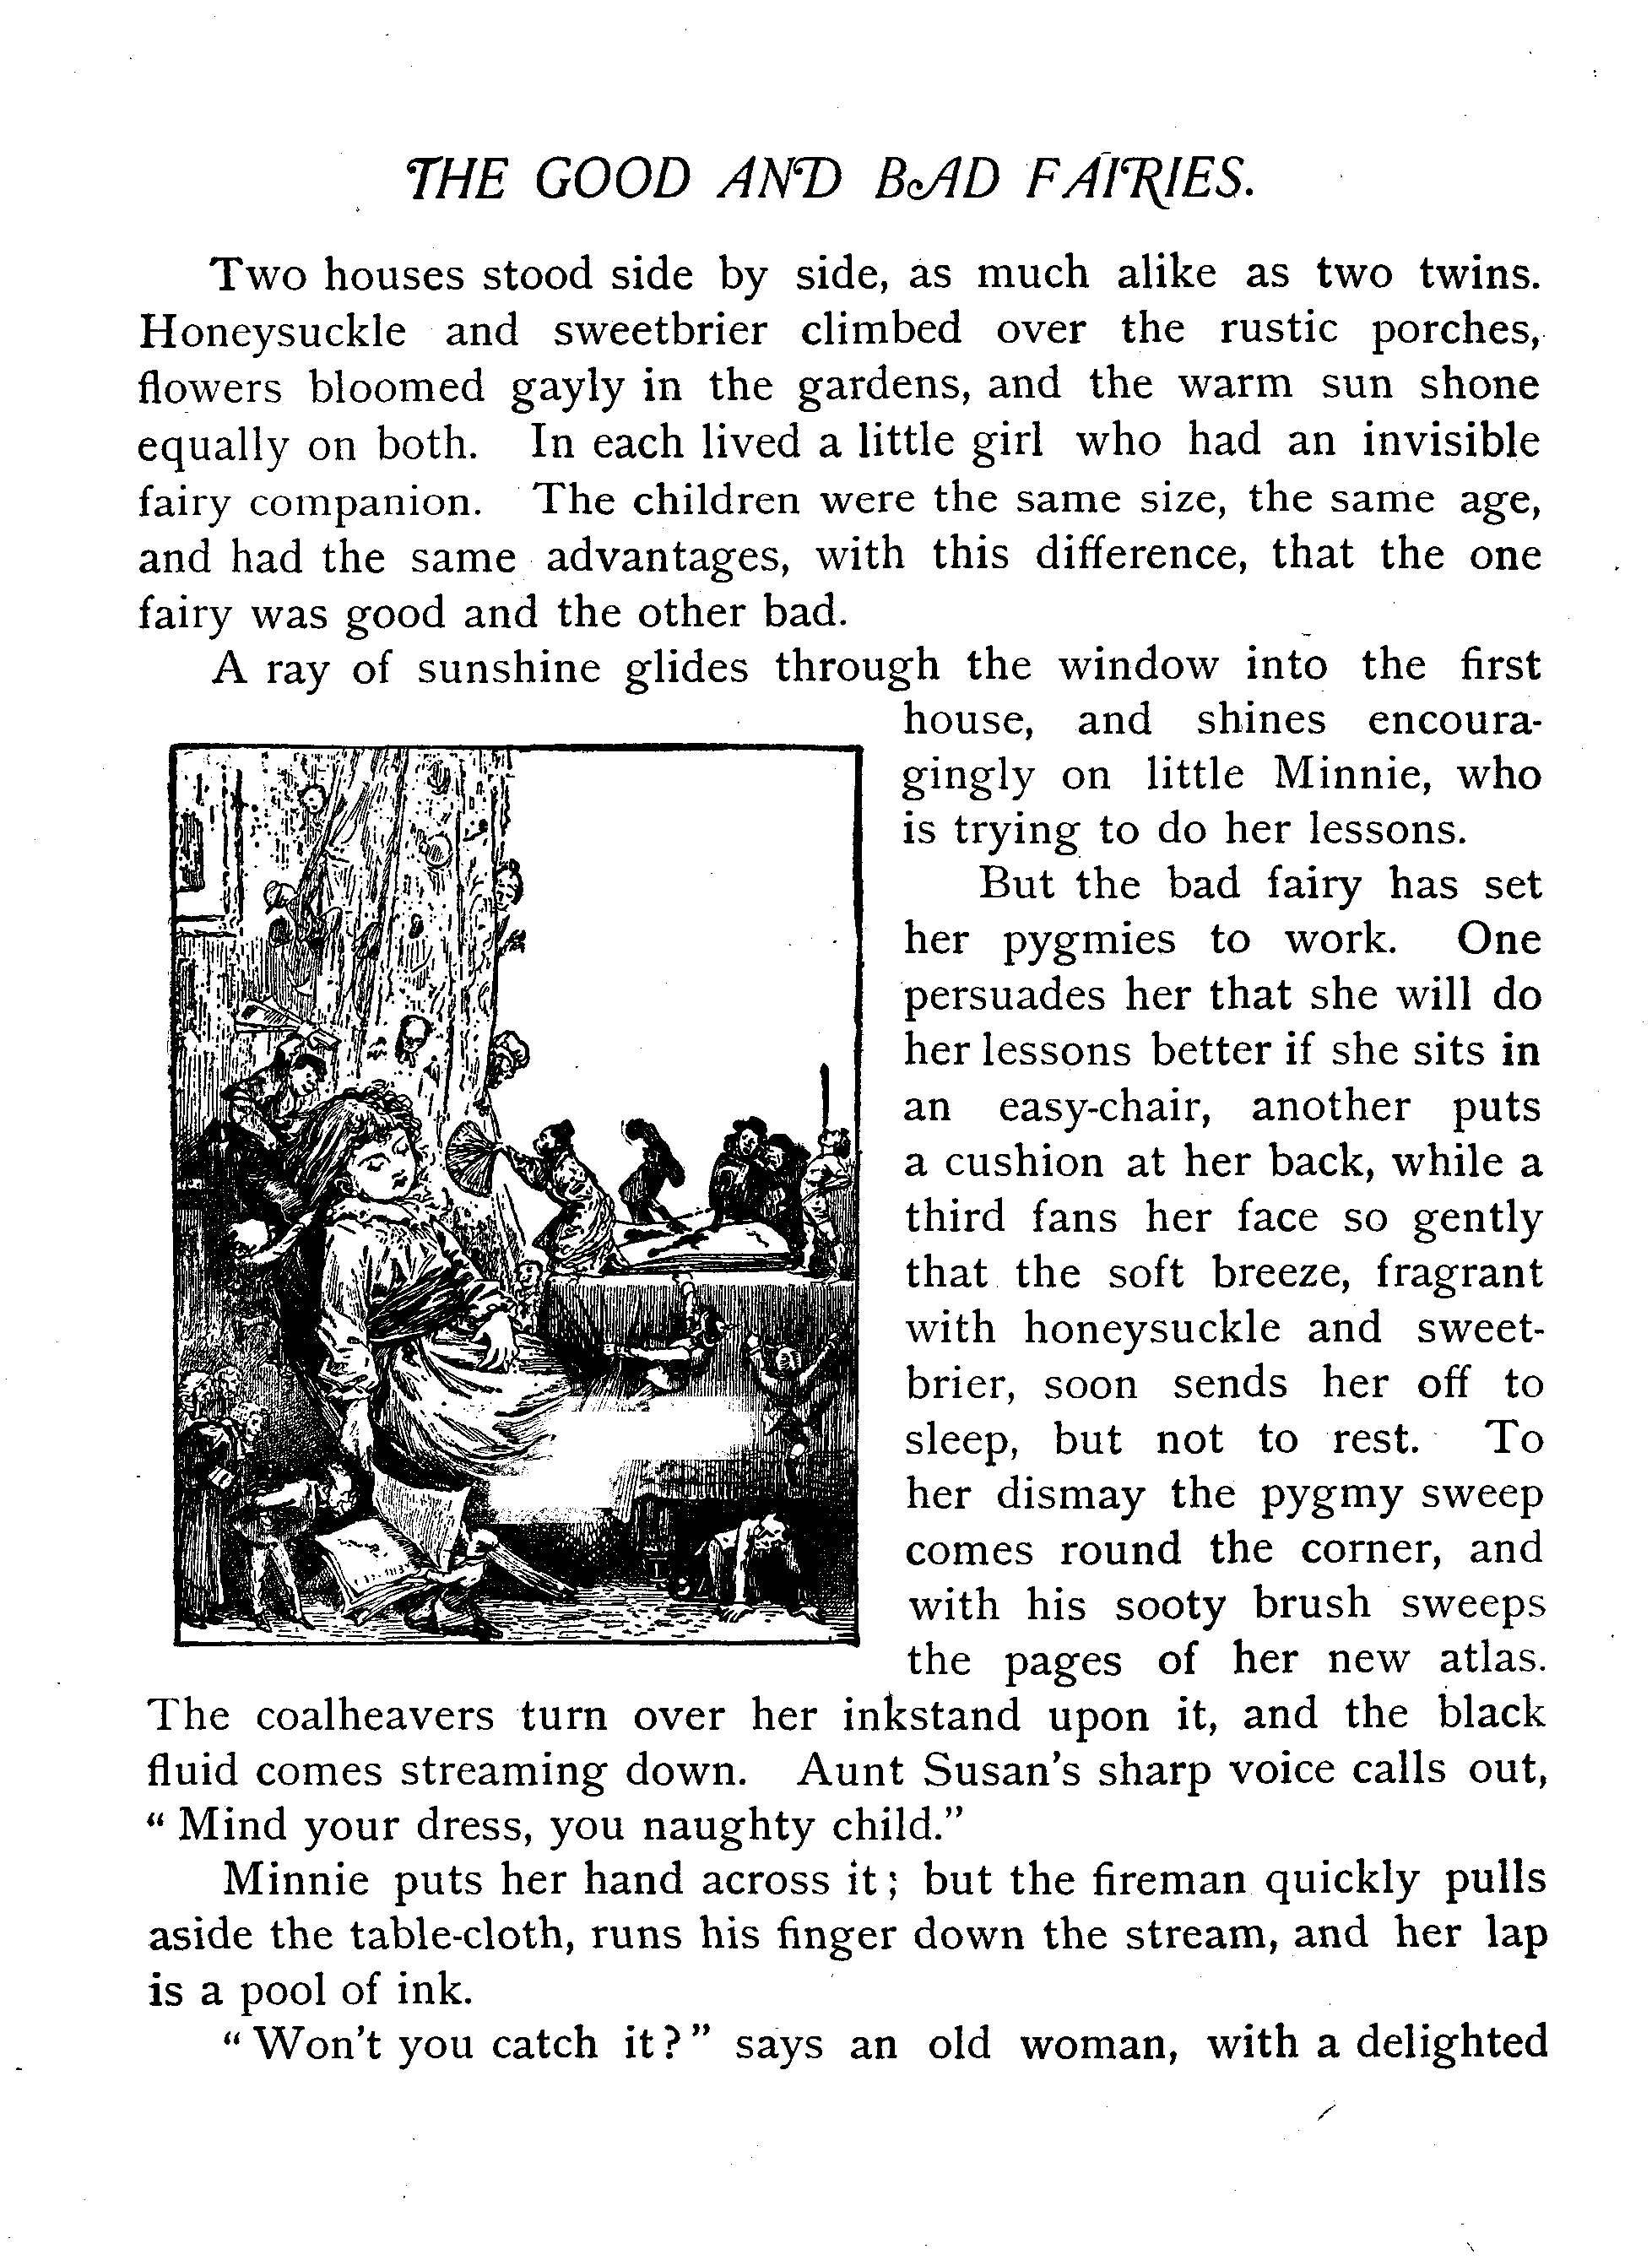 THE GOOD AND BAD FAIRIES.
Two houses stood side by side, as much alike as two twins.
Honeysuckle and sweetbrier climbed over the rustic porches,
flowers bloomed gayly in the gardens, and the warm sun shone
equally on both. In each lived a little girl who had an invisible
fairy companion. The children were the same size, the same age,
and had the same advantages, with this difference, that the one
fairy was good and the other bad.
A ray of sunshine glides through the window into the first
house, and shines encoura-
gingly on little Minnie, who
is trying to do her lessons.
But the bad fairy has set
her pygmies to work. One
persuades her that she will do
her lessons better if she sits in
an easy-chair, another puts
a cushion at her back, while a
third fans her face so gently
that the soft breeze, fragrant
with honeysuckle and sweet-
brier, soon sends her off to
sleep, but not to rest. To
her dismay the pygmy sweep
comes round the corner, and
with his sooty brush sweeps
the pages of her new atlas.
The coalheavers turn over her inkstand upon it, and the black
fluid comes streaming down. Aunt Susan's sharp voice calls out,
“Mind your dress, you naughty child.”
Minnie puts her hand across it; but the fireman quickly pulls
aside the table-cloth, runs his finger down the stream, and her lap
is a pool of ink.
“Won't you catch it?” says an old woman, with a delighted